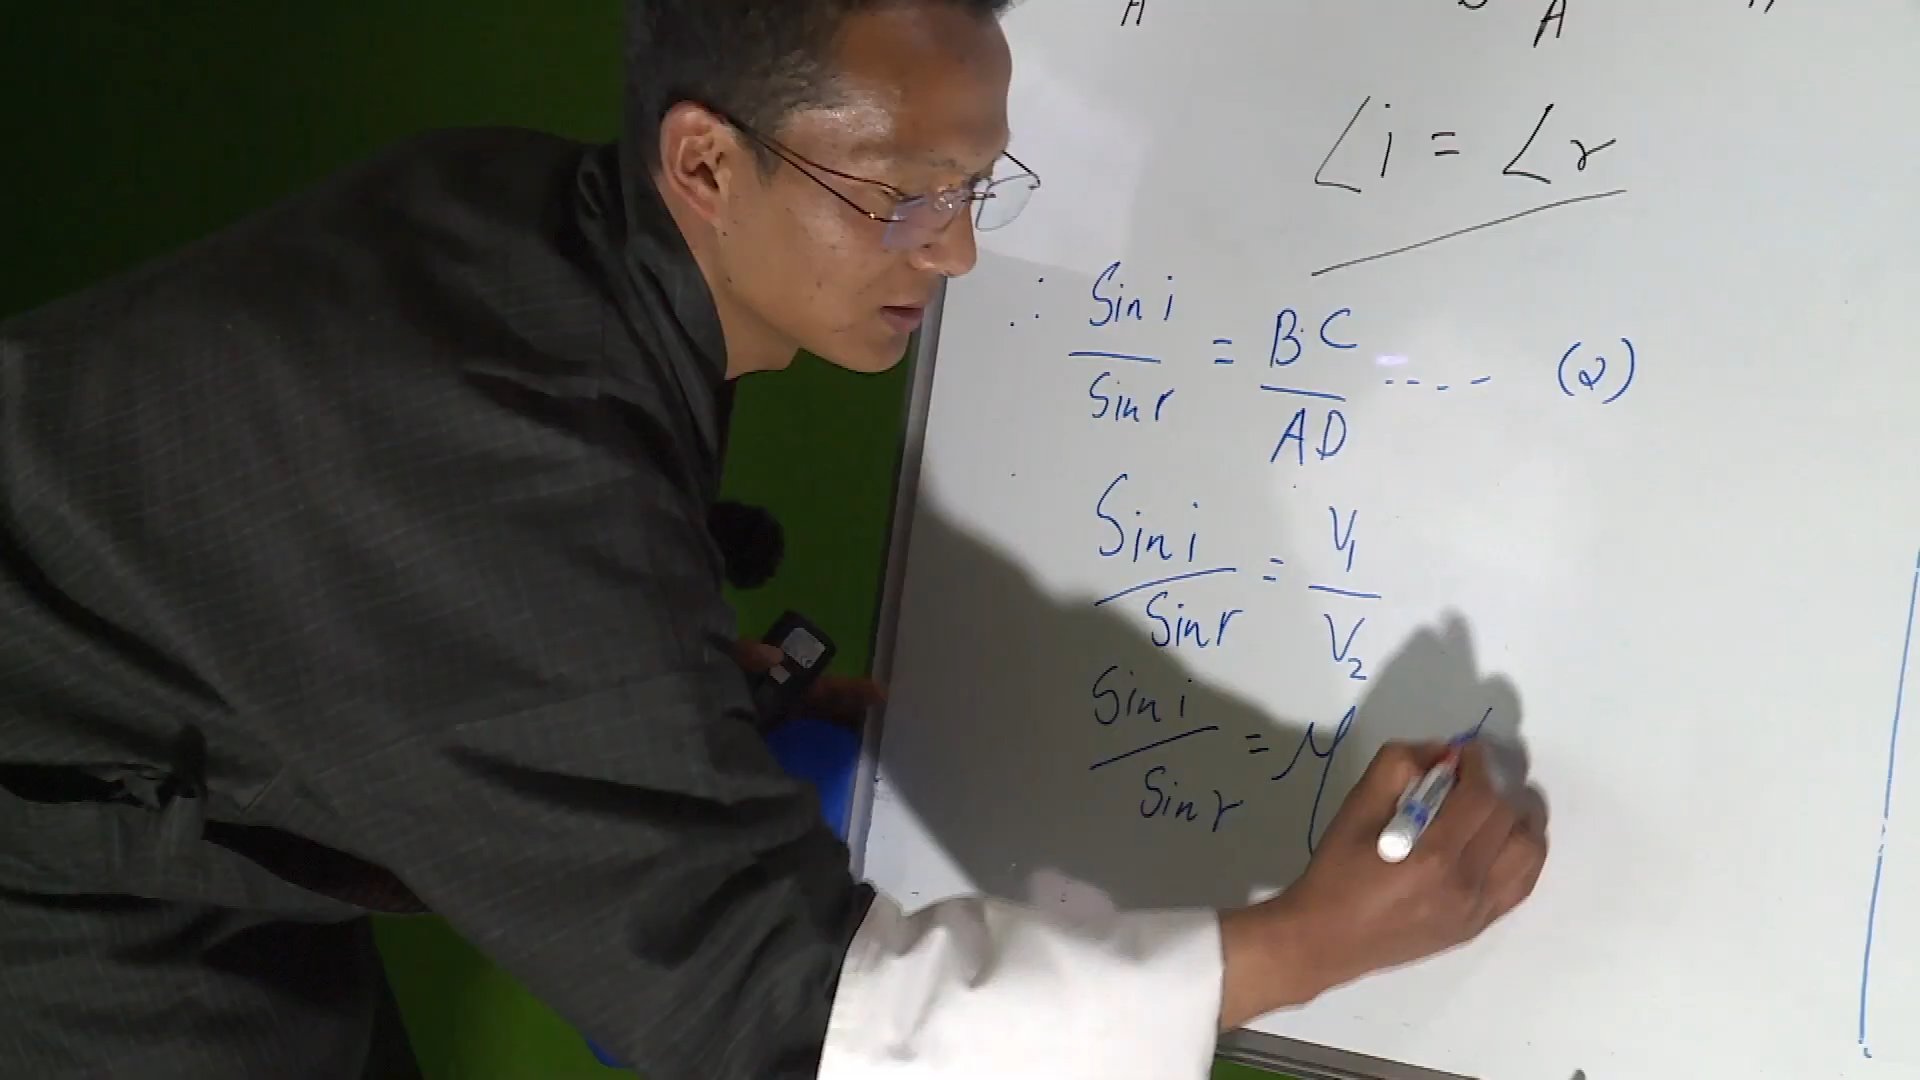 A A
∠i = ∠r
∴ Sin i / Sin r = BC / AD ---- (2)
Sin i / Sin r = V₁ / V₂
Sin i / Sin r = μ